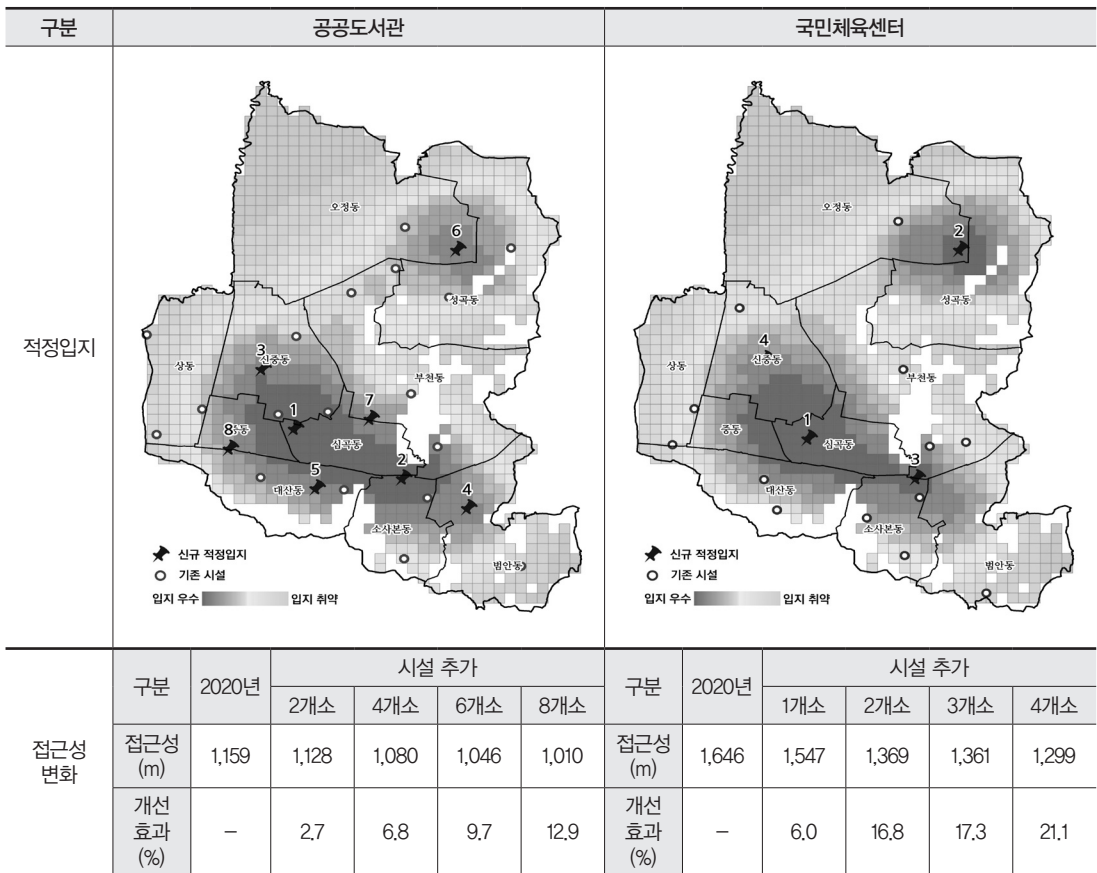 구분 공공도서관 국민체육센터
적정입지
오정동
6
성곡동
3
신중동
상동
부천동
7
1
8
중동
심곡동
2
5
대산동
4
소사본동
범안동
신규 적정입지
기존 시설
입지 우수 입지 취약
오정동
2
성곡동
4
신중동
상동
부천동
1
중동
심곡동
3
대산동
소사본동
범안동
신규 적정입지
기존 시설
입지 우수 입지 취약
접근성 변화
구분 2020년 시설 추가
2개소 4개소 6개소 8개소
접근성 (m) 1,159 1,128 1,080 1,046 1,010
개선 효과 (%) – 2.7 6.8 9.7 12.9
구분 2020년 시설 추가
1개소 2개소 3개소 4개소
접근성 (m) 1,646 1,547 1,369 1,361 1,299
개선 효과 (%) – 6.0 16.8 17.3 21.1